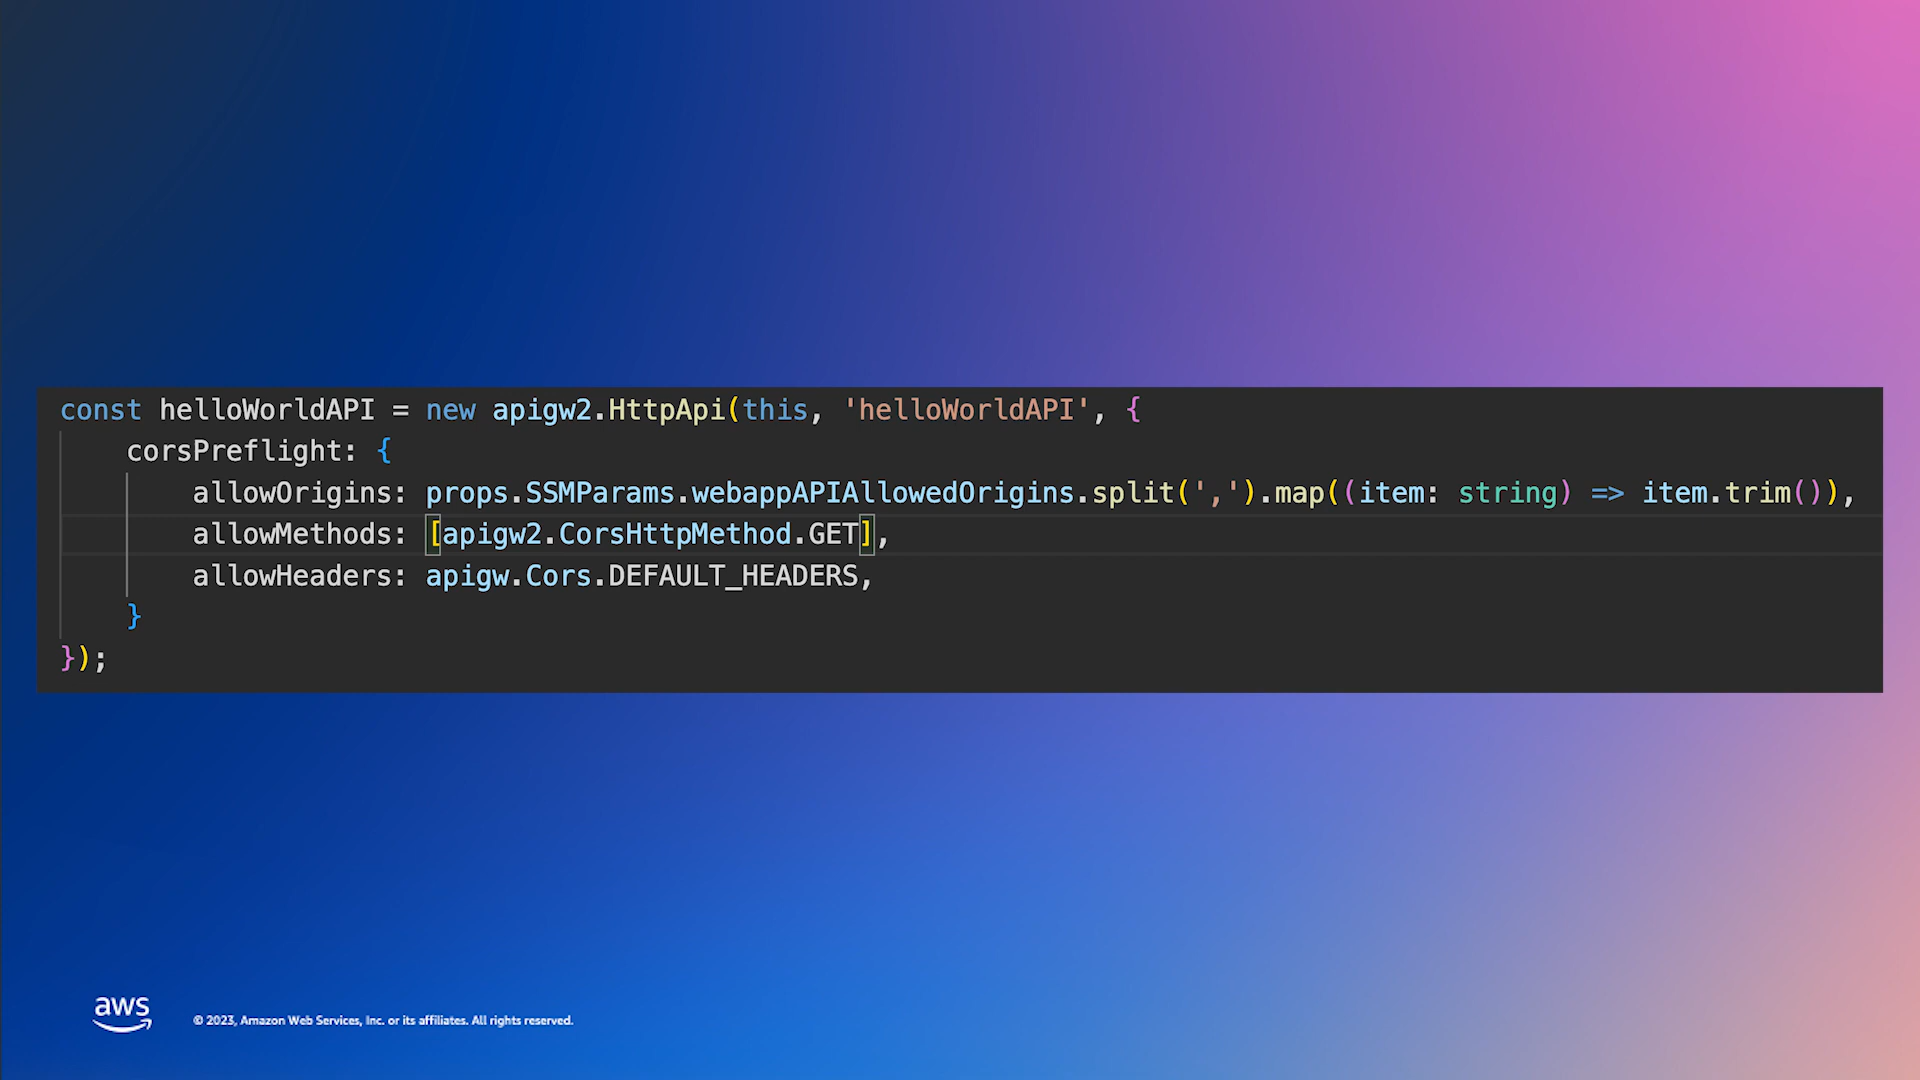 const helloWorldAPI = new apigw2.HttpApi(this, 'helloWorldAPI', {
    corsPreflight: {
        allowOrigins: props.SSMParams.webappAPIAllowedOrigins.split(',').map((item: string) => item.trim()),
        allowMethods: [apigw2.CorsHttpMethod.GET],
        allowHeaders: apigw.Cors.DEFAULT_HEADERS,
    }
});
aws
© 2023, Amazon Web Services, Inc. or its affiliates. All rights reserved.